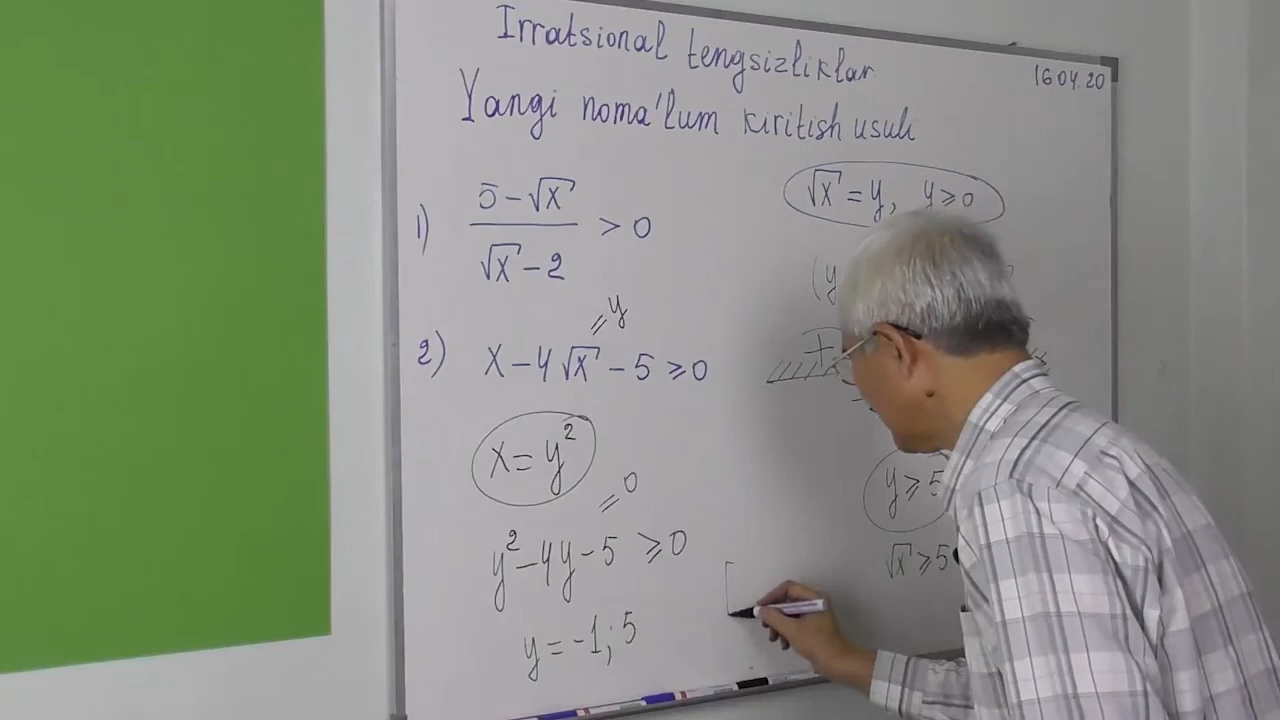 Irratsional tengsizliklar
16.04.20
Yangi noma'lum kiritish usuli
1) (5-√x)/(√x-2) > 0
√x = y, y ⩾ 0
= y
2) x-4√x-5 ⩾ 0
(y
+
x = y²
= 0
y²-4y-5 ⩾ 0
y = -1; 5
y ⩾ 5
√x ⩾ 5
[